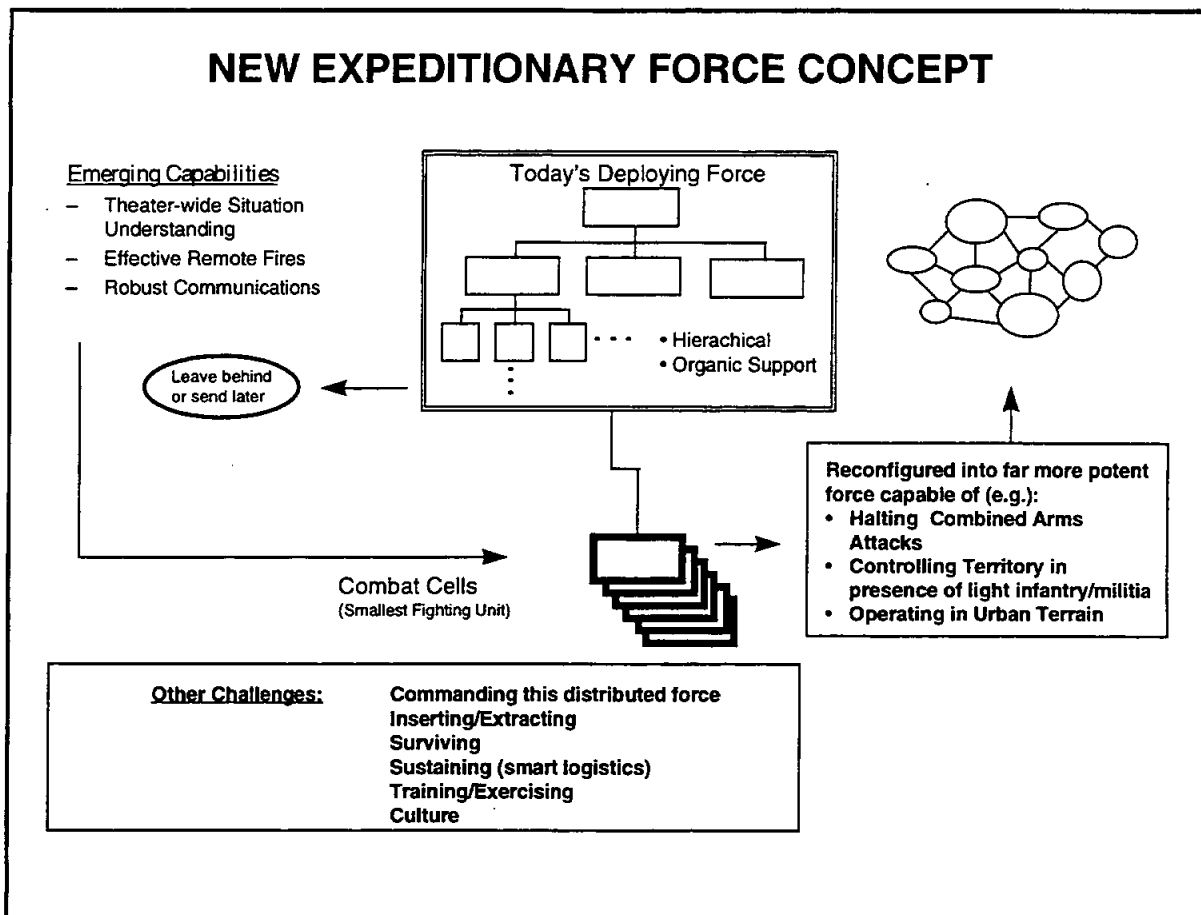 NEW EXPEDITIONARY FORCE CONCEPT
Emerging Capabilities
– Theater-wide Situation
Understanding
– Effective Remote Fires
– Robust Communications
Today's Deploying Force
• Hierachical
• Organic Support
Leave behind
or send later
Combat Cells
(Smallest Fighting Unit)
Reconfigured into far more potent
force capable of (e.g.):
• Halting Combined Arms
Attacks
• Controlling Territory in
presence of light infantry/militia
• Operating in Urban Terrain
Other Challenges: Commanding this distributed force
Inserting/Extracting
Surviving
Sustaining (smart logistics)
Training/Exercising
Culture